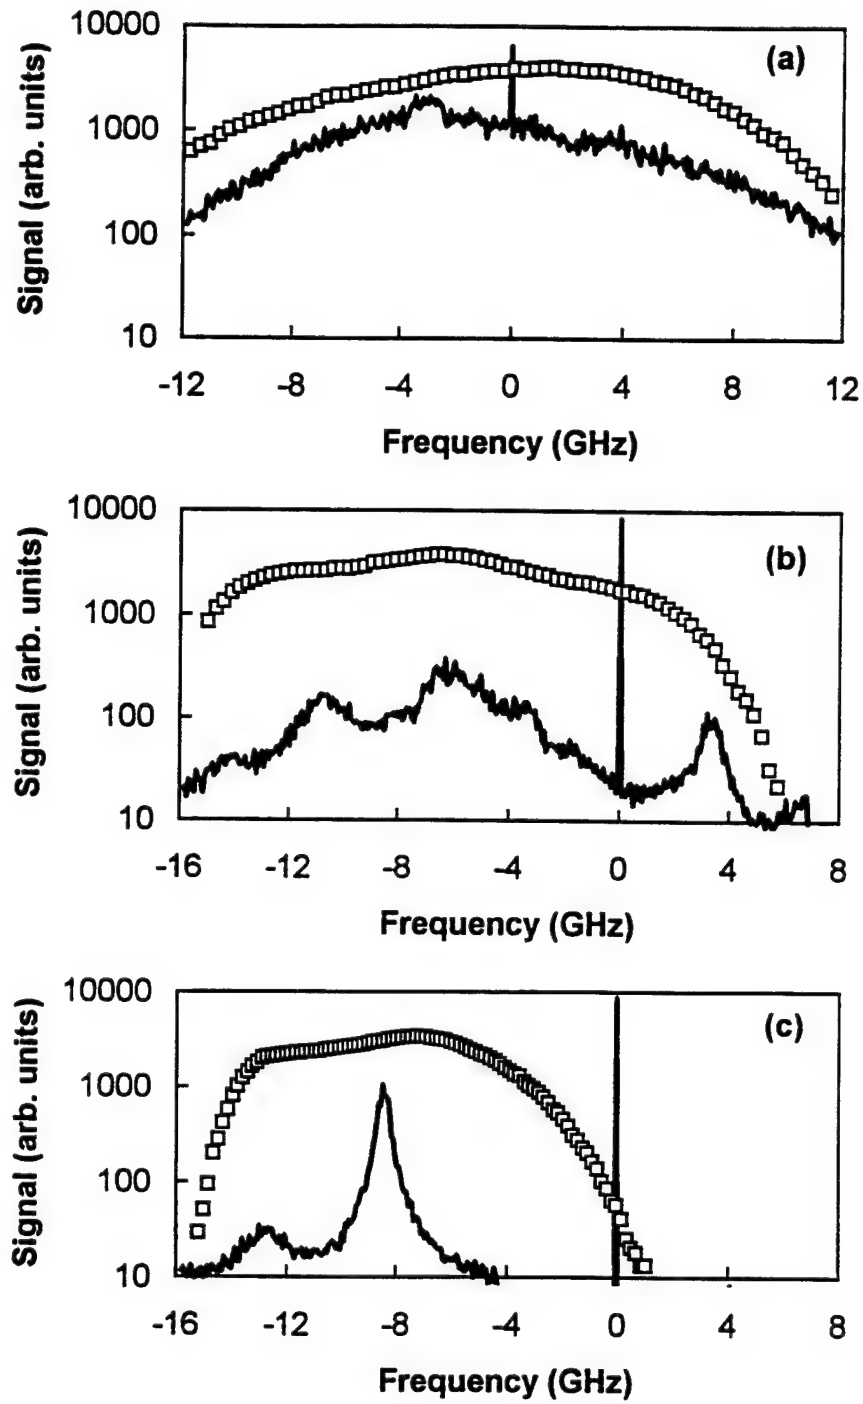 10000
1000
100
10
Signal (arb. units)
(a)
-12 -8 -4 0 4 8 12
Frequency (GHz)
10000
1000
100
10
Signal (arb. units)
(b)
-16 -12 -8 -4 0 4 8
Frequency (GHz)
10000
1000
100
10
Signal (arb. units)
(c)
-16 -12 -8 -4 0 4 8
Frequency (GHz)